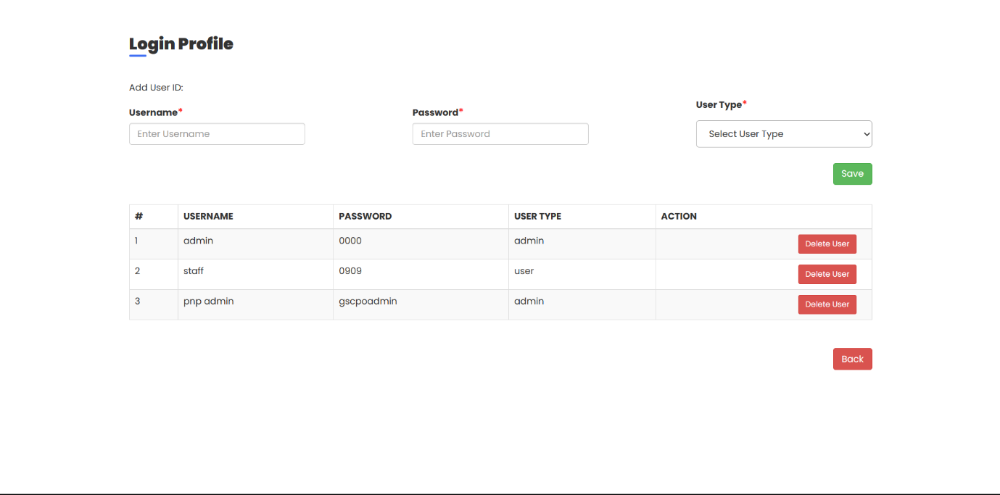 Login Profile
Add User ID:
Username* Password* User Type*
Enter Username Enter Password Select User Type
Save
# USERNAME PASSWORD USER TYPE ACTION
1 admin 0000 admin Delete User
2 staff 0909 user Delete User
3 pnp admin gscpoadmin admin Delete User
Back